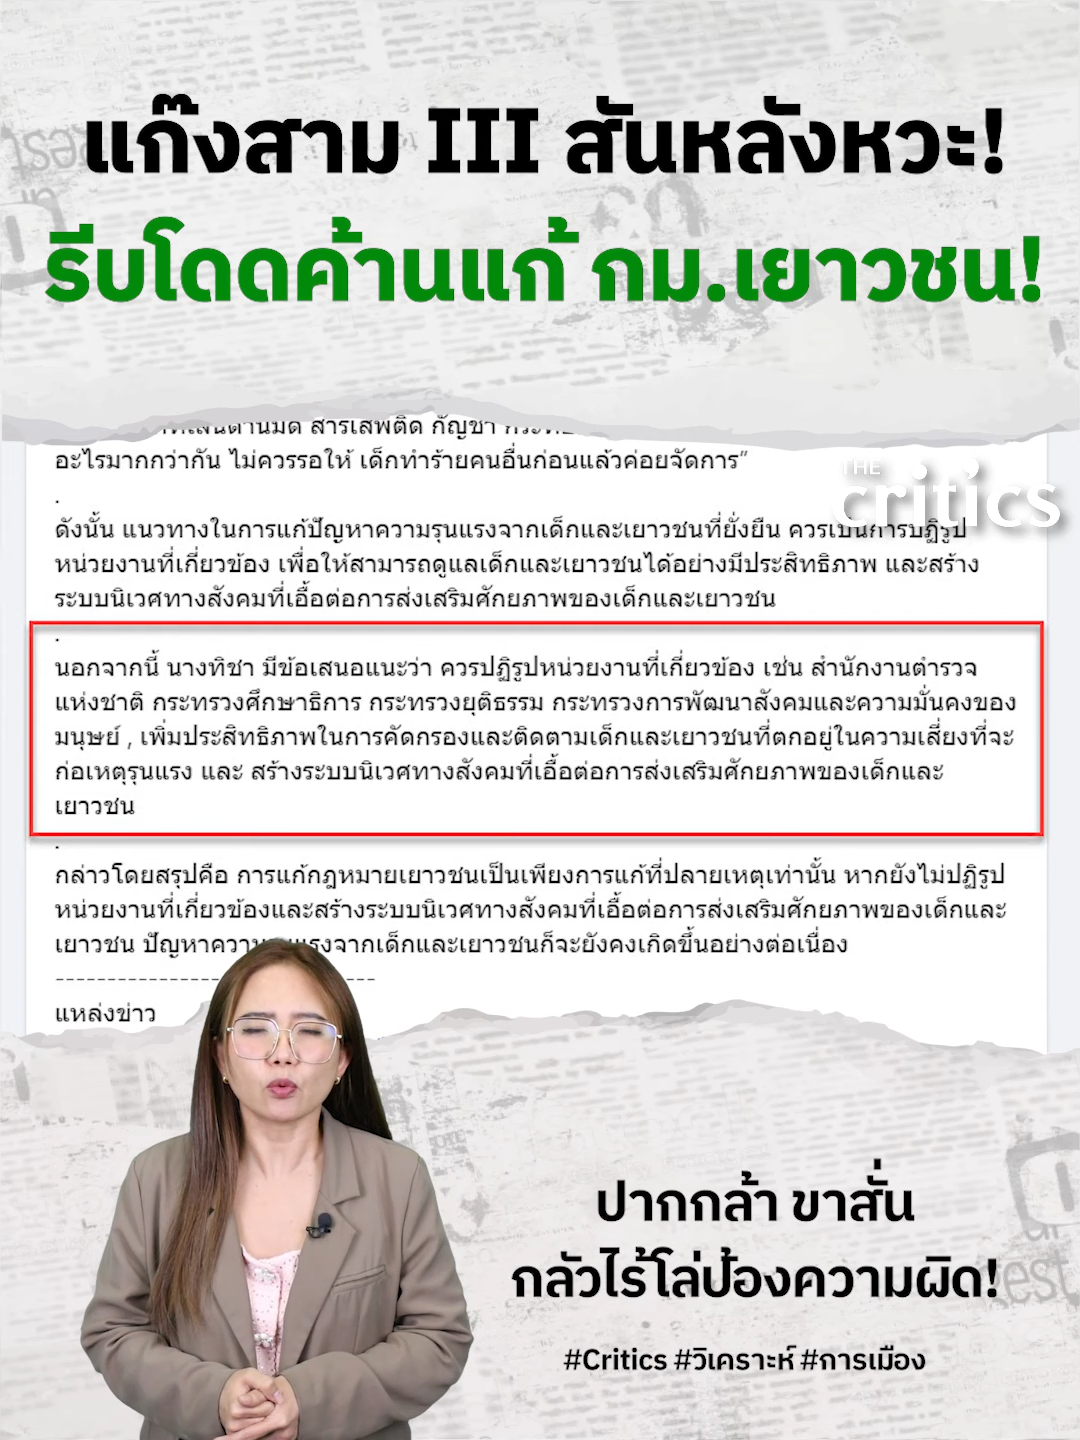 แก๊งสาม III สันหลังหวะ!
รีบโดดค้านแก้ กม.เยาวชน!
สารเสพติด กัญชา
อะไรมากกว่ากัน ไม่ควรรอให้ เด็กทำร้ายคนอื่นก่อนแล้วค่อยจัดการ”
THE
critics
.
ดังนั้น แนวทางในการแก้ปัญหาความรุนแรงจากเด็กและเยาวชนที่ยั่งยืน ควรเป็นการปฏิรูป
หน่วยงานที่เกี่ยวข้อง เพื่อให้สามารถดูแลเด็กและเยาวชนได้อย่างมีประสิทธิภาพ และสร้าง
ระบบนิเวศทางสังคมที่เอื้อต่อการส่งเสริมศักยภาพของเด็กและเยาวชน
.
นอกจากนี้ นางทิชา มีข้อเสนอแนะว่า ควรปฏิรูปหน่วยงานที่เกี่ยวข้อง เช่น สำนักงานตำรวจ
แห่งชาติ กระทรวงศึกษาธิการ กระทรวงยุติธรรม กระทรวงการพัฒนาสังคมและความมั่นคงของ
มนุษย์ , เพิ่มประสิทธิภาพในการคัดกรองและติดตามเด็กและเยาวชนที่ตกอยู่ในความเสี่ยงที่จะ
ก่อเหตุรุนแรง และ สร้างระบบนิเวศทางสังคมที่เอื้อต่อการส่งเสริมศักยภาพของเด็กและ
เยาวชน
.
กล่าวโดยสรุปคือ การแก้กฎหมายเยาวชนเป็นเพียงการแก้ที่ปลายเหตุเท่านั้น หากยังไม่ปฏิรูป
หน่วยงานที่เกี่ยวข้องและสร้างระบบนิเวศทางสังคมที่เอื้อต่อการส่งเสริมศักยภาพของเด็กและ
เยาวชน ปัญหาความรุนแรงจากเด็กและเยาวชนก็จะยังคงเกิดขึ้นอย่างต่อเนื่อง
แหล่งข่าว
ปากกล้า ขาสั่น
กลัวไร้โล่ป้องความผิด!
#Critics #วิเคราะห์ #การเมือง